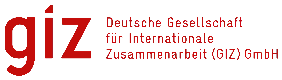 giz
Deutsche Gesellschaft
für Internationale
Zusammenarbeit (GIZ) GmbH